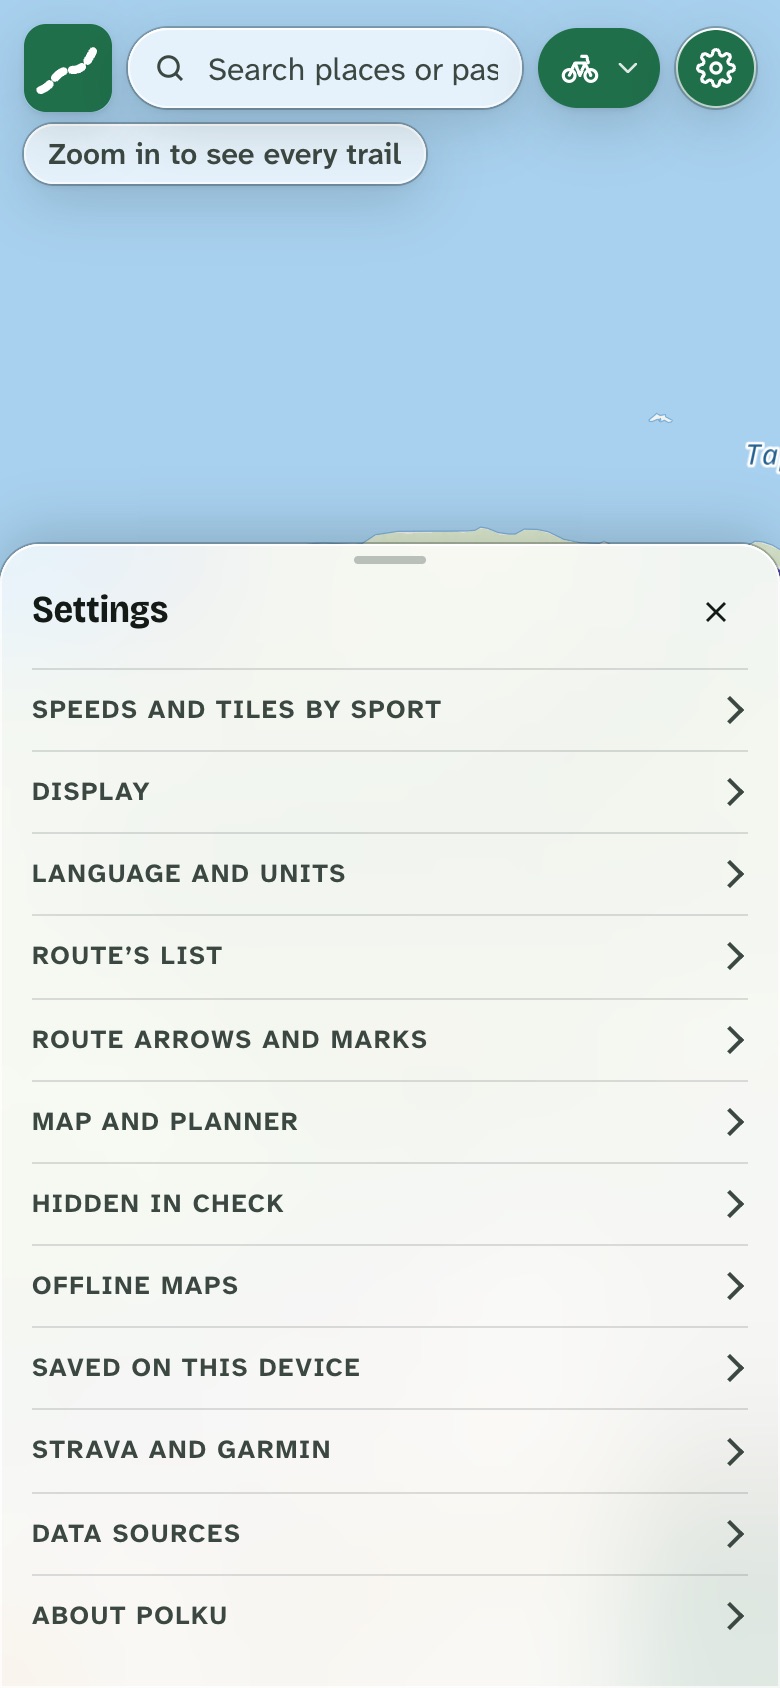 Search places or pas
Zoom in to see every trail
Ta
Settings
SPEEDS AND TILES BY SPORT
DISPLAY
LANGUAGE AND UNITS
ROUTE’S LIST
ROUTE ARROWS AND MARKS
MAP AND PLANNER
HIDDEN IN CHECK
OFFLINE MAPS
SAVED ON THIS DEVICE
STRAVA AND GARMIN
DATA SOURCES
ABOUT POLKU